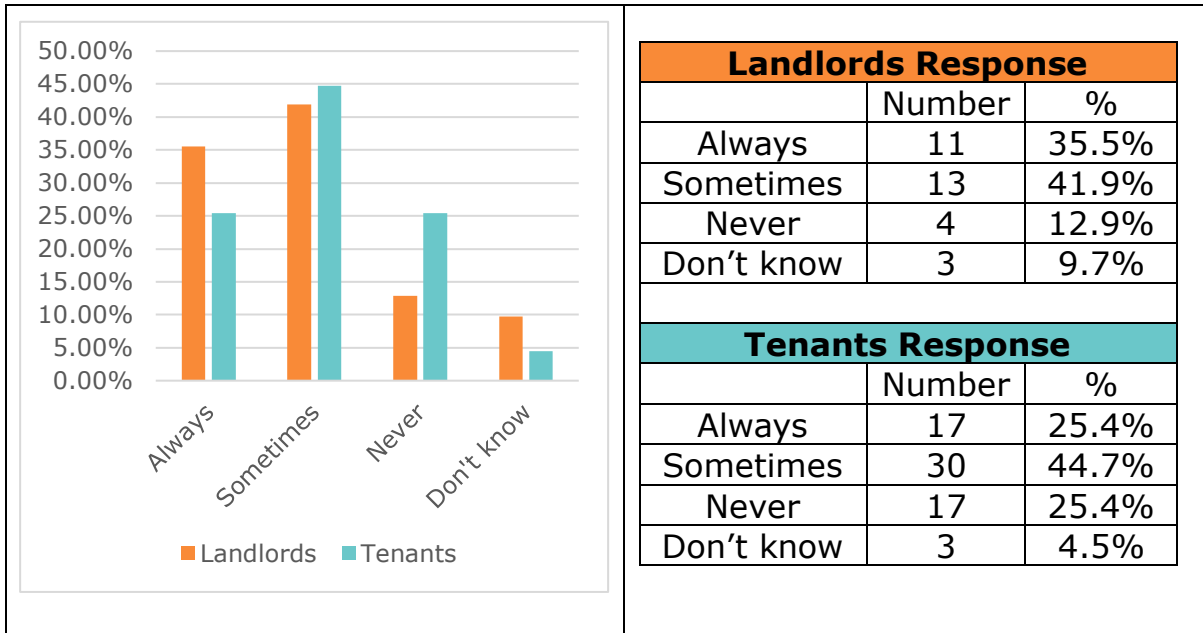 50.00%
45.00%
40.00%
35.00%
30.00%
25.00%
20.00%
15.00%
10.00%
5.00%
0.00%
Always
Sometimes
Never
Don't know
Landlords Tenants
Landlords Response
Number %
Always 11 35.5%
Sometimes 13 41.9%
Never 4 12.9%
Don’t know 3 9.7%
Tenants Response
Number %
Always 17 25.4%
Sometimes 30 44.7%
Never 17 25.4%
Don’t know 3 4.5%